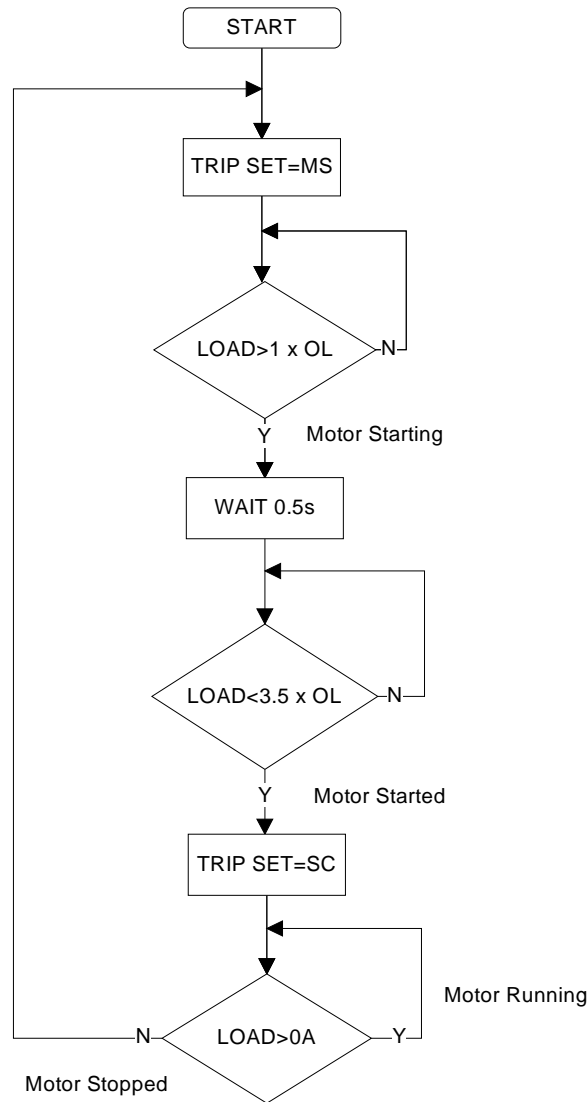 START
TRIP SET=MS
LOAD>1 x OL
N
Y
Motor Starting
WAIT 0.5s
LOAD<3.5 x OL
N
Y
Motor Started
TRIP SET=SC
Motor Running
N
LOAD>0A
Y
Motor Stopped